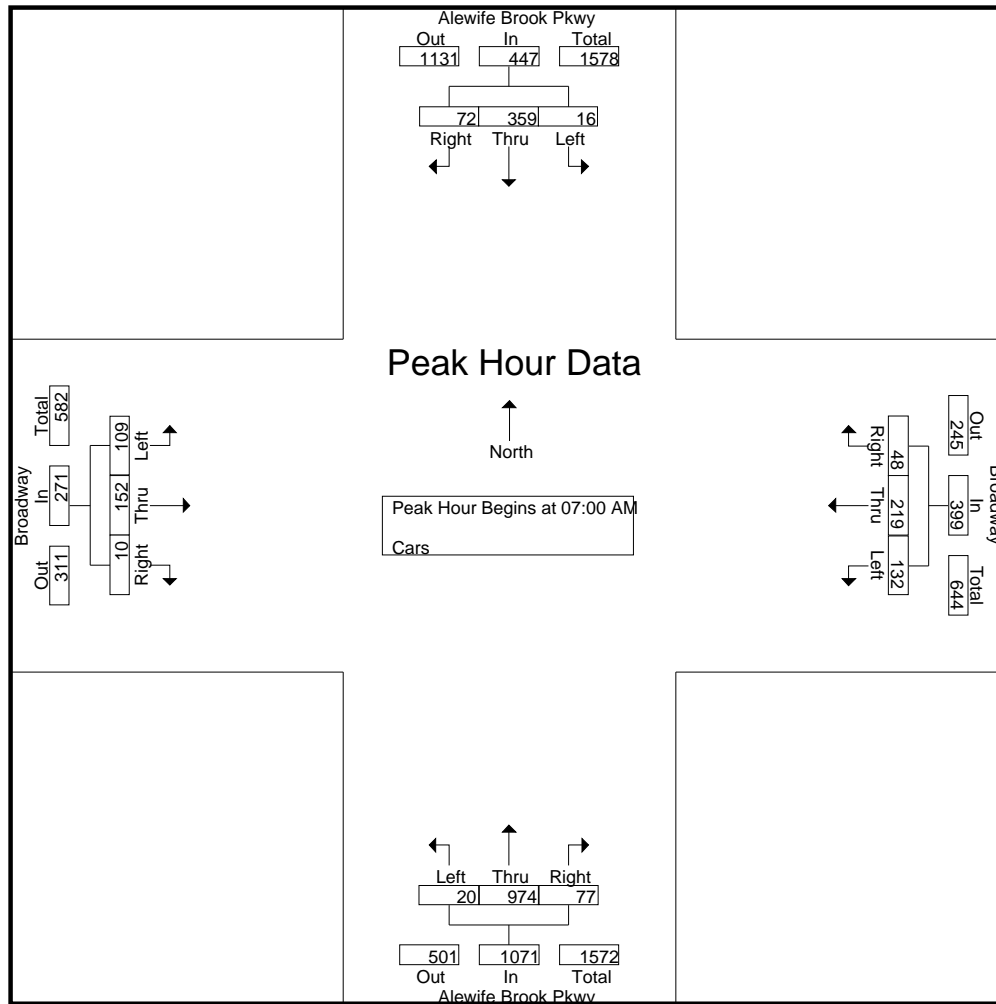 Alewife Brook Pkwy
Out In Total
1131 447 1578
72 359 16
Right Thru Left
Peak Hour Data
North
Peak Hour Begins at 07:00 AM
Cars
Broadway
Out In Total
311 271 582
Left Thru Right
109 152 10
Broadway
Out In Total
245 399 644
Right Thru Left
48 219 132
Left Thru Right
20 974 77
501 1071 1572
Out In Total
Alewife Brook Pkwy